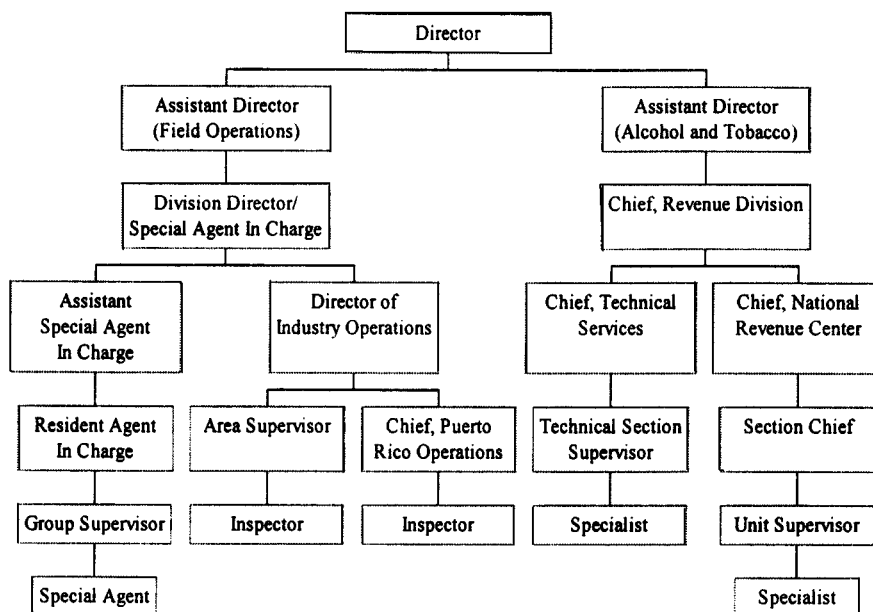 Director
Assistant Director
(Field Operations)
Assistant Director
(Alcohol and Tobacco)
Division Director/
Special Agent In Charge
Chief, Revenue Division
Assistant
Special Agent
In Charge
Director of
Industry Operations
Chief, Technical
Services
Chief, National
Revenue Center
Resident Agent
In Charge
Area Supervisor
Chief, Puerto
Rico Operations
Technical Section
Supervisor
Section Chief
Group Supervisor
Inspector
Inspector
Specialist
Unit Supervisor
Special Agent
Specialist